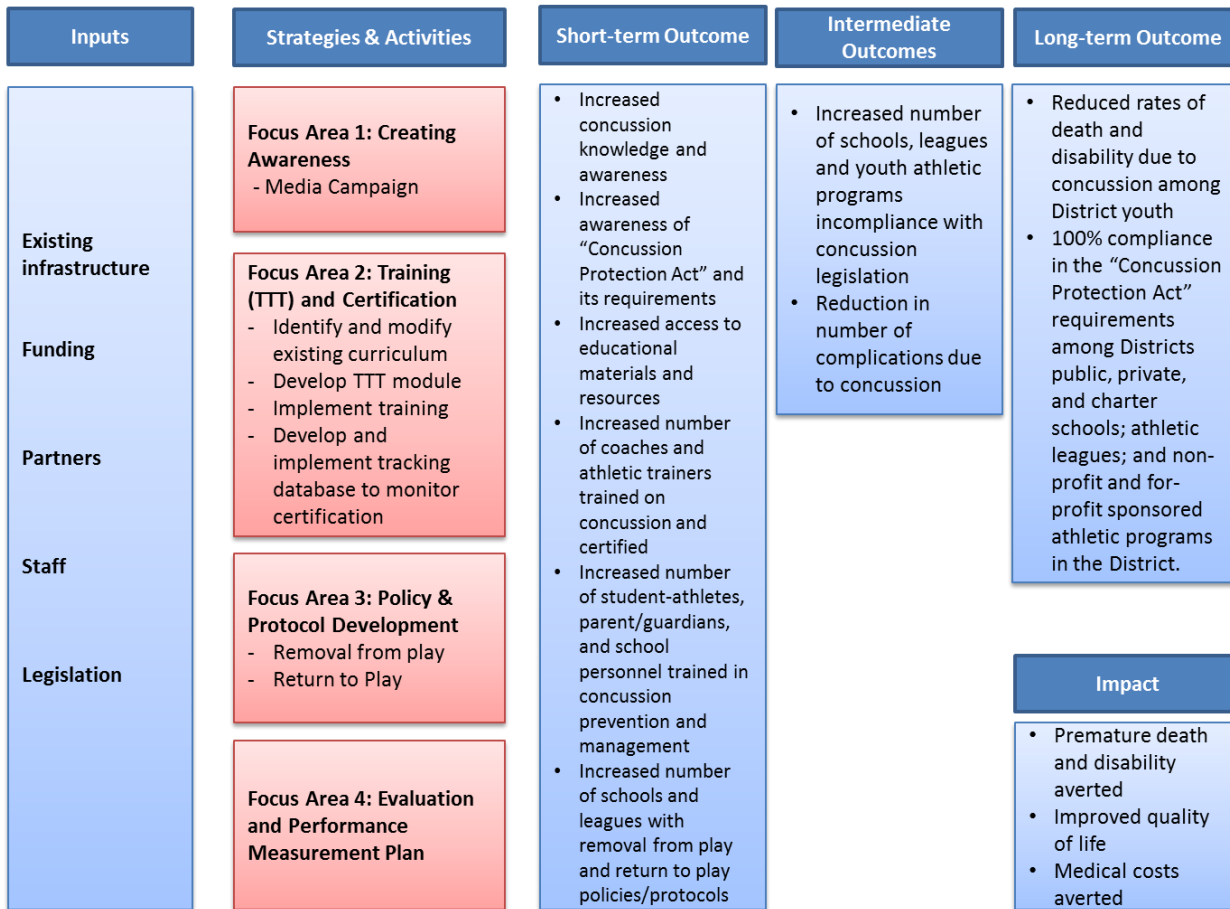 Inputs
Existing
infrastructure
Funding
Partners
Staff
Legislation
Strategies & Activities
Focus Area 1: Creating
Awareness
- Media Campaign
Focus Area 2: Training
(TTT) and Certification
- Identify and modify
existing curriculum
- Develop TTT module
- Implement training
- Develop and
implement tracking
database to monitor
certification
Focus Area 3: Policy &
Protocol Development
- Removal from play
- Return to Play
Focus Area 4: Evaluation
and Performance
Measurement Plan
Short-term Outcome
• Increased
concussion
knowledge and
awareness
• Increased
awareness of
“Concussion
Protection Act” and
its requirements
• Increased access to
educational
materials and
resources
• Increased number
of coaches and
athletic trainers
trained on
concussion and
certified
• Increased number
of student-athletes,
parent/guardians,
and school
personnel trained in
concussion
prevention and
management
• Increased number
of schools and
leagues with
removal from play
and return to play
policies/protocols
Intermediate
Outcomes
• Increased number
of schools, leagues
and youth athletic
programs
incompliance with
concussion
legislation
• Reduction in
number of
complications due
to concussion
Long-term Outcome
• Reduced rates of
death and
disability due to
concussion among
District youth
• 100% compliance
in the “Concussion
Protection Act”
requirements
among Districts
public, private,
and charter
schools; athletic
leagues; and non-
profit and for-
profit sponsored
athletic programs
in the District.
Impact
• Premature death
and disability
averted
• Improved quality
of life
• Medical costs
averted